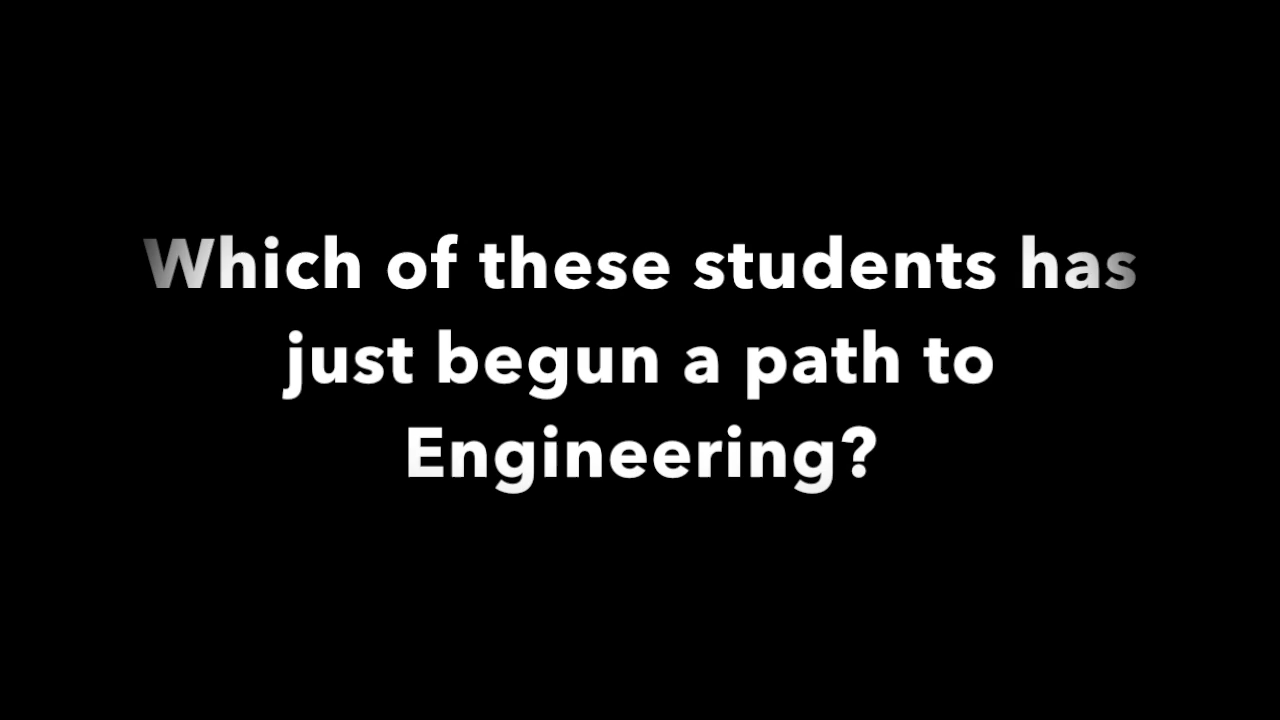 Which of these students has
just begun a path to
Engineering?